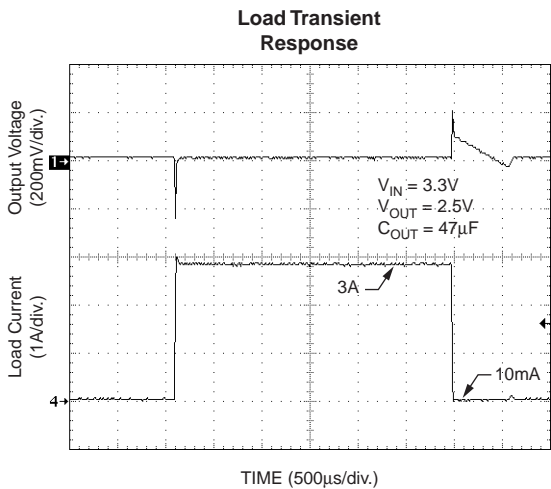 Load Transient
Response
Output Voltage
(200mV/div.)
1
V_IN = 3.3V
V_OUT = 2.5V
C_OUT = 47µF
Load Current
(1A/div.)
3A
10mA
4
TIME (500µs/div.)